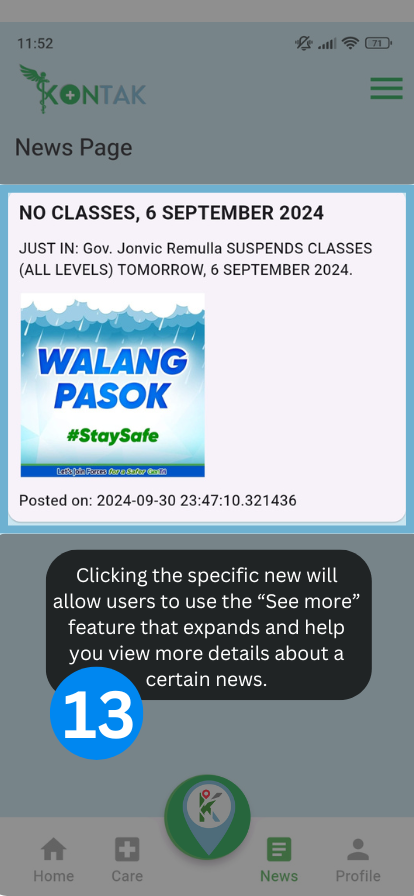 11:52
71
KONTAK
News Page
NO CLASSES, 6 SEPTEMBER 2024
JUST IN: Gov. Jonvic Remulla SUSPENDS CLASSES
(ALL LEVELS) TOMORROW, 6 SEPTEMBER 2024.
WALANG
PASOK
#StaySafe
Let's Join Forces for a Safer
Posted on: 2024-09-30 23:47:10.321436
Clicking the specific new will
allow users to use the “See more”
feature that expands and help
you view more details about a
certain news.
13
K
Home Care News Profile